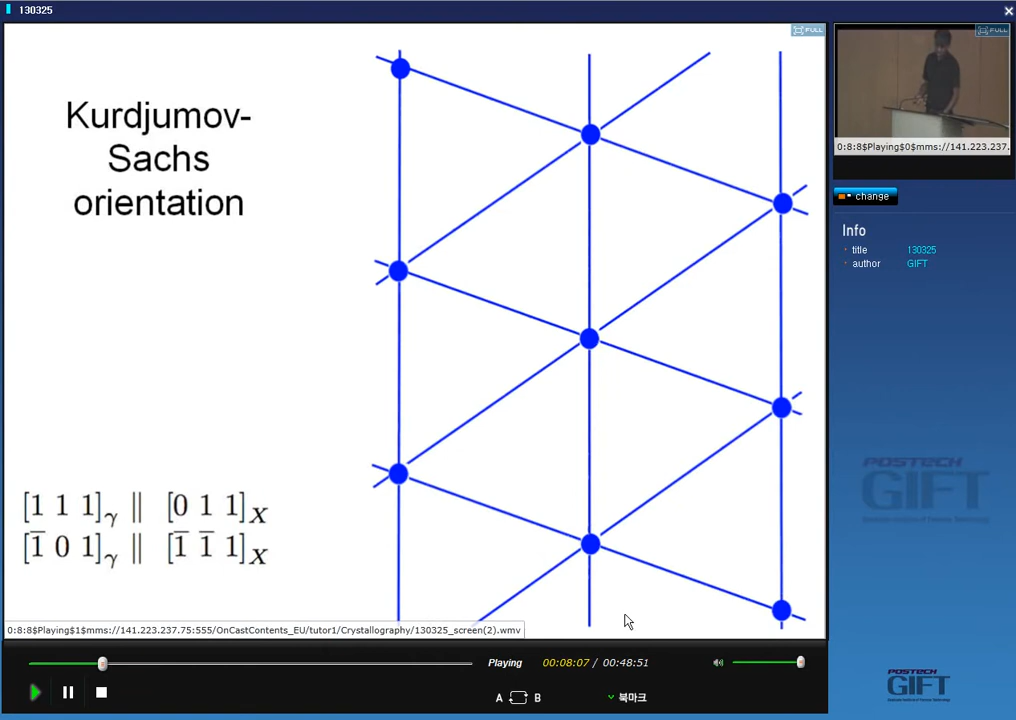 130325
FULL
FULL
Kurdjumov-
Sachs
orientation
[1 1 1]γ || [0 1 1]X
[1̅ 0 1]γ || [1̅ 1̅ 1]X
0:8:8$Playing$1$mms://141.223.237.75:555/OnCastContents_EU/tutor1/Crystallography/130325_screen(2).wmv
0:8:8$Playing$0$mms://141.223.237.
change
Info
title 130325
author GIFT
POSTECH
GIFT
Playing 00:08:07 / 00:48:51
A B 북마크
POSTECH
GIFT